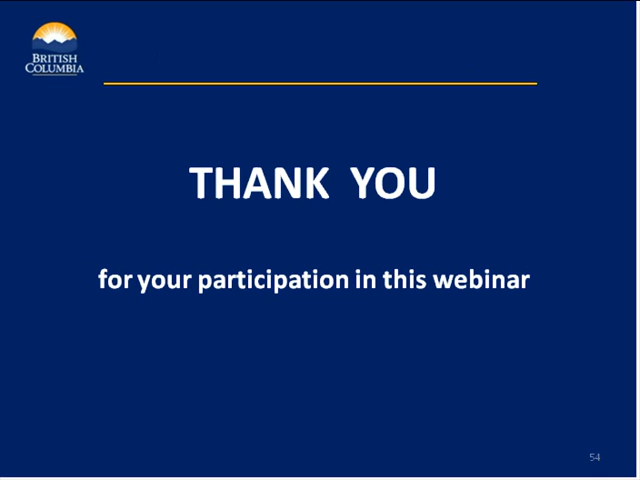 BRITISH
COLUMBIA
THANK YOU
for your participation in this webinar
54